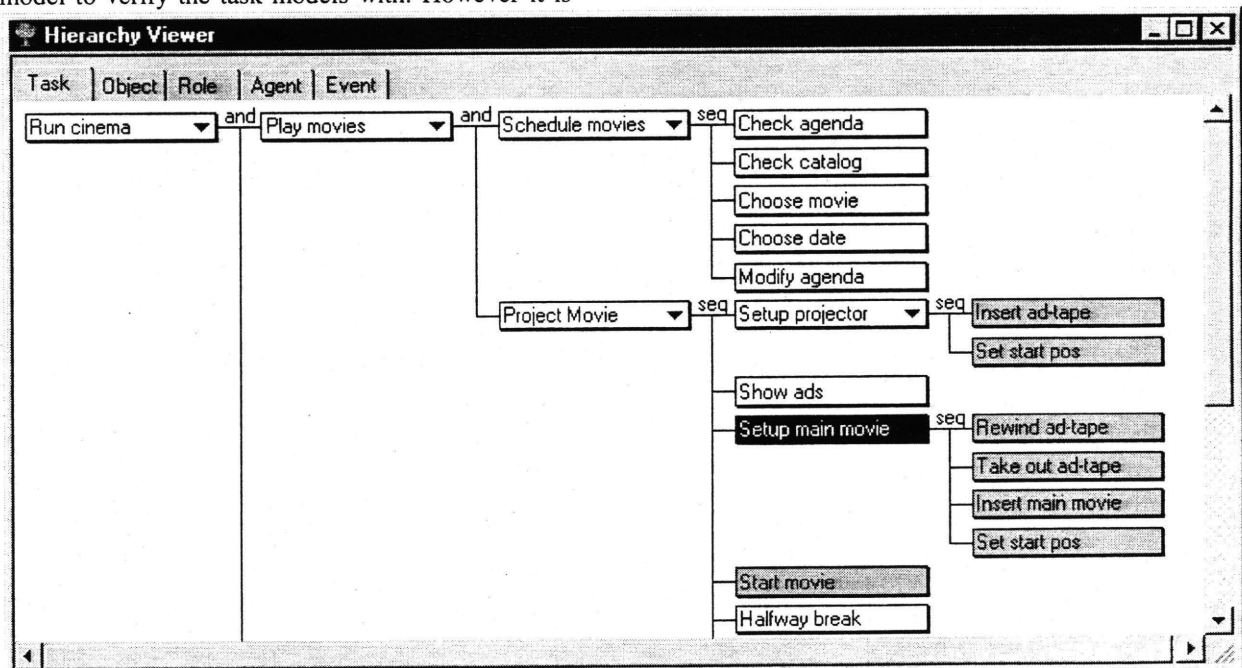 model to verify the task models with. However it is
Hierarchy Viewer
Task Object Role Agent Event
Run cinema and Play movies and Schedule movies seq Check agenda
Check catalog
Choose movie
Choose date
Modify agenda
Project Movie seq Setup projector seq Insert ad-tape
Set start pos
Show ads
Setup main movie seq Rewind ad-tape
Take out ad-tape
Insert main movie
Set start pos
Start movie
Halfway break